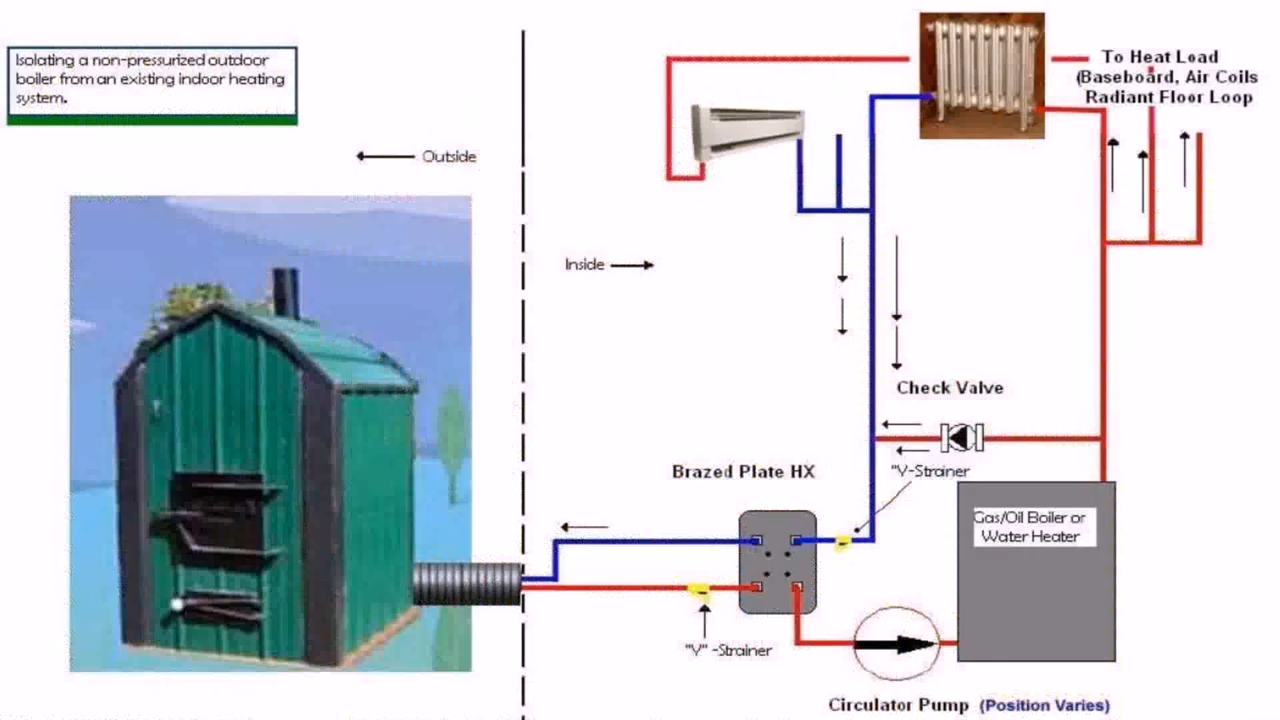 Isolating a non-pressurized outdoor
boiler from an existing indoor heating
system.
Outside
Inside
To Heat Load
(Baseboard, Air Coils
Radiant Floor Loop
Check Valve
"Y-Strainer
Brazed Plate HX
Gas/Oil Boiler or
Water Heater
"Y" -Strainer
Circulator Pump (Position Varies)